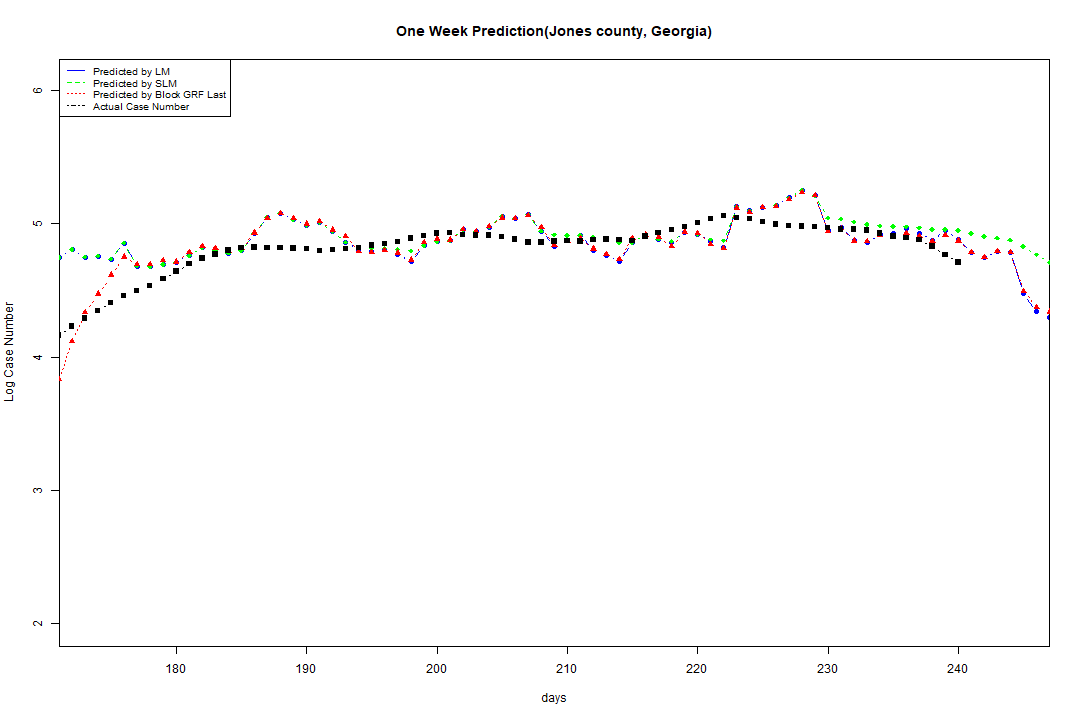 One Week Prediction(Jones county, Georgia)
Predicted by LM
Predicted by SLM
Predicted by Block GRF Last
Actual Case Number
6
5
4
3
2
Log Case Number
180 190 200 210 220 230 240
days